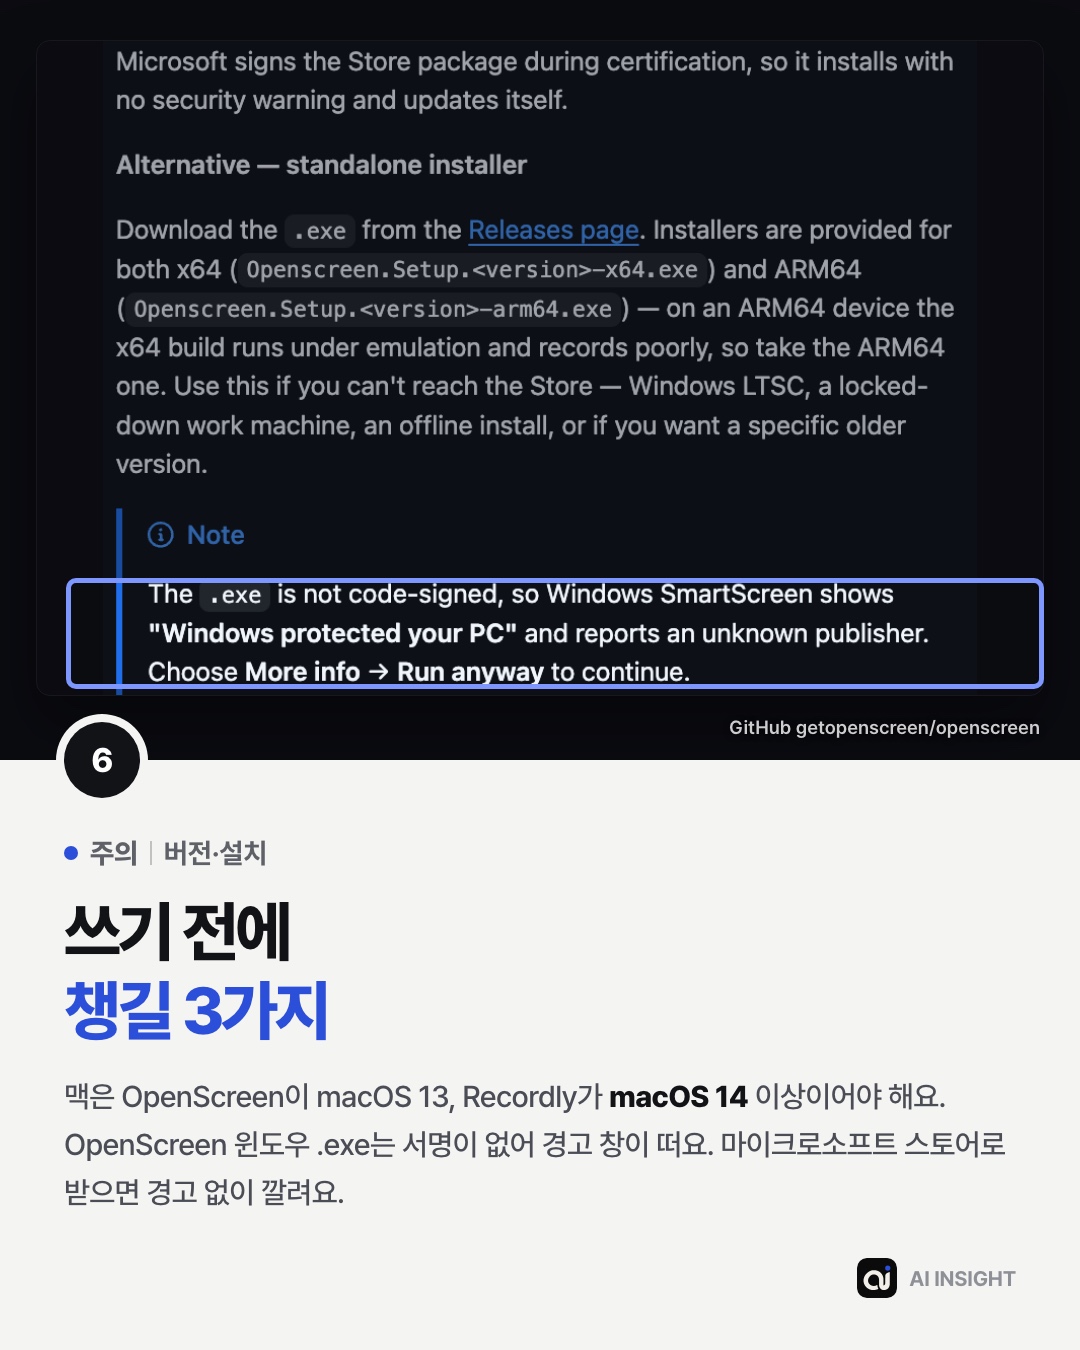 Microsoft signs the Store package during certification, so it installs with
no security warning and updates itself.
Alternative — standalone installer
Download the .exe from the Releases page. Installers are provided for
both x64 (Openscreen.Setup.<version>-x64.exe) and ARM64
(Openscreen.Setup.<version>-arm64.exe) — on an ARM64 device the
x64 build runs under emulation and records poorly, so take the ARM64
one. Use this if you can't reach the Store — Windows LTSC, a locked-
down work machine, an offline install, or if you want a specific older
version.
Note
The .exe is not code-signed, so Windows SmartScreen shows
"Windows protected your PC" and reports an unknown publisher.
Choose More info → Run anyway to continue.
GitHub getopenscreen/openscreen
6
주의 | 버전·설치
쓰기 전에
챙길 3가지
맥은 OpenScreen이 macOS 13, Recordly가 macOS 14 이상이어야 해요.
OpenScreen 윈도우 .exe는 서명이 없어 경고 창이 떠요. 마이크로소프트 스토어로
받으면 경고 없이 깔려요.
ai AI INSIGHT